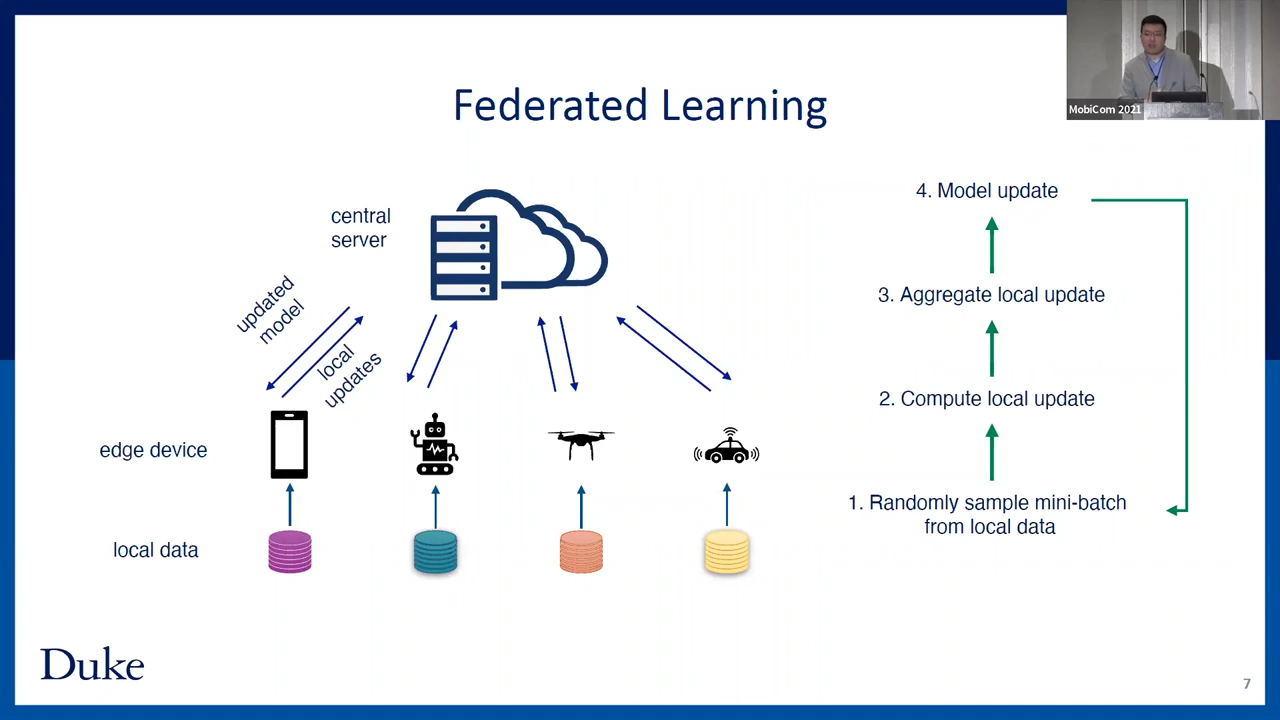 MobiCom 2021
Federated Learning
central
server
updated
model
local
updates
edge device
local data
4. Model update
3. Aggregate local update
2. Compute local update
1. Randomly sample mini-batch
from local data
Duke
7